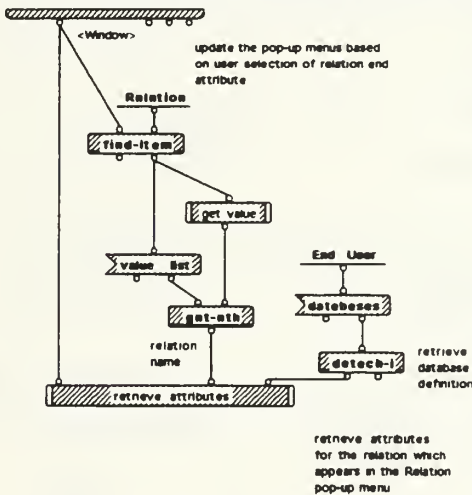 <Window>
update the pop-up menus based
on user selection of relation end
attribute
Relation
find-item
get value
value list
End User
databases
get-nth
relation
name
detach-l
retrieve
database
definition
retrieve attributes
retrieve attributes
for the relation which
appears in the Relation
pop-up menu